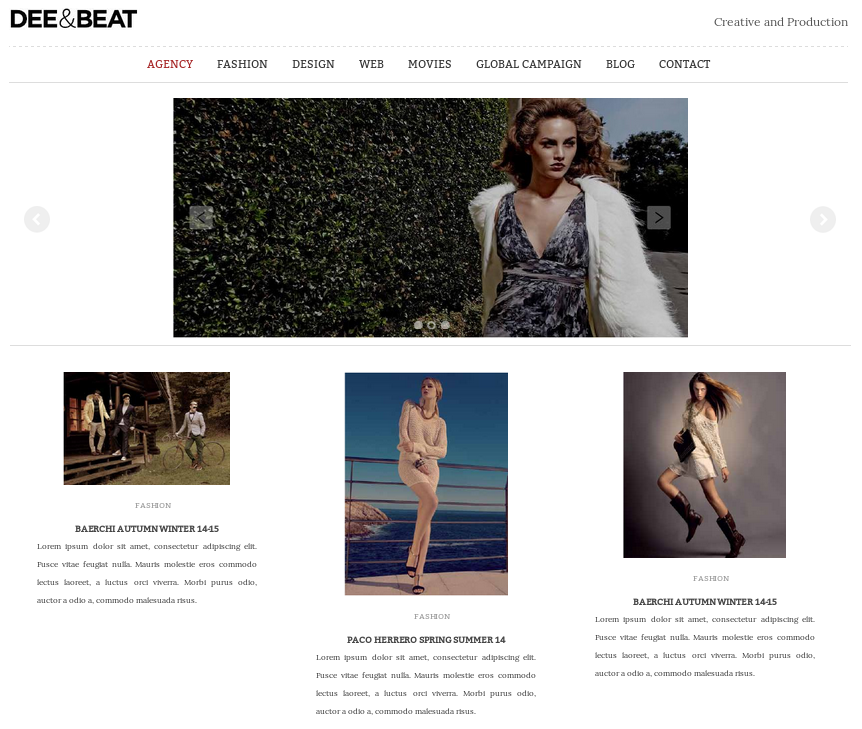 DEE&BEAT
Creative and Production
AGENCY FASHION DESIGN WEB MOVIES GLOBAL CAMPAIGN BLOG CONTACT
FASHION
BAERCHI AUTUMN WINTER 14-15
Lorem ipsum dolor sit amet, consectetur adipiscing elit.
Fusce vitae feugiat nulla. Mauris molestie eros commodo
lectus laoreet, a luctus orci viverra. Morbi purus odio,
auctor a odio a, commodo malesuada risus.
FASHION
PACO HERRERO SPRING SUMMER 14
Lorem ipsum dolor sit amet, consectetur adipiscing elit.
Fusce vitae feugiat nulla. Mauris molestie eros commodo
lectus laoreet, a luctus orci viverra. Morbi purus odio,
auctor a odio a, commodo malesuada risus.
FASHION
BAERCHI AUTUMN WINTER 14-15
Lorem ipsum dolor sit amet, consectetur adipiscing elit.
Fusce vitae feugiat nulla. Mauris molestie eros commodo
lectus laoreet, a luctus orci viverra. Morbi purus odio,
auctor a odio a, commodo malesuada risus.